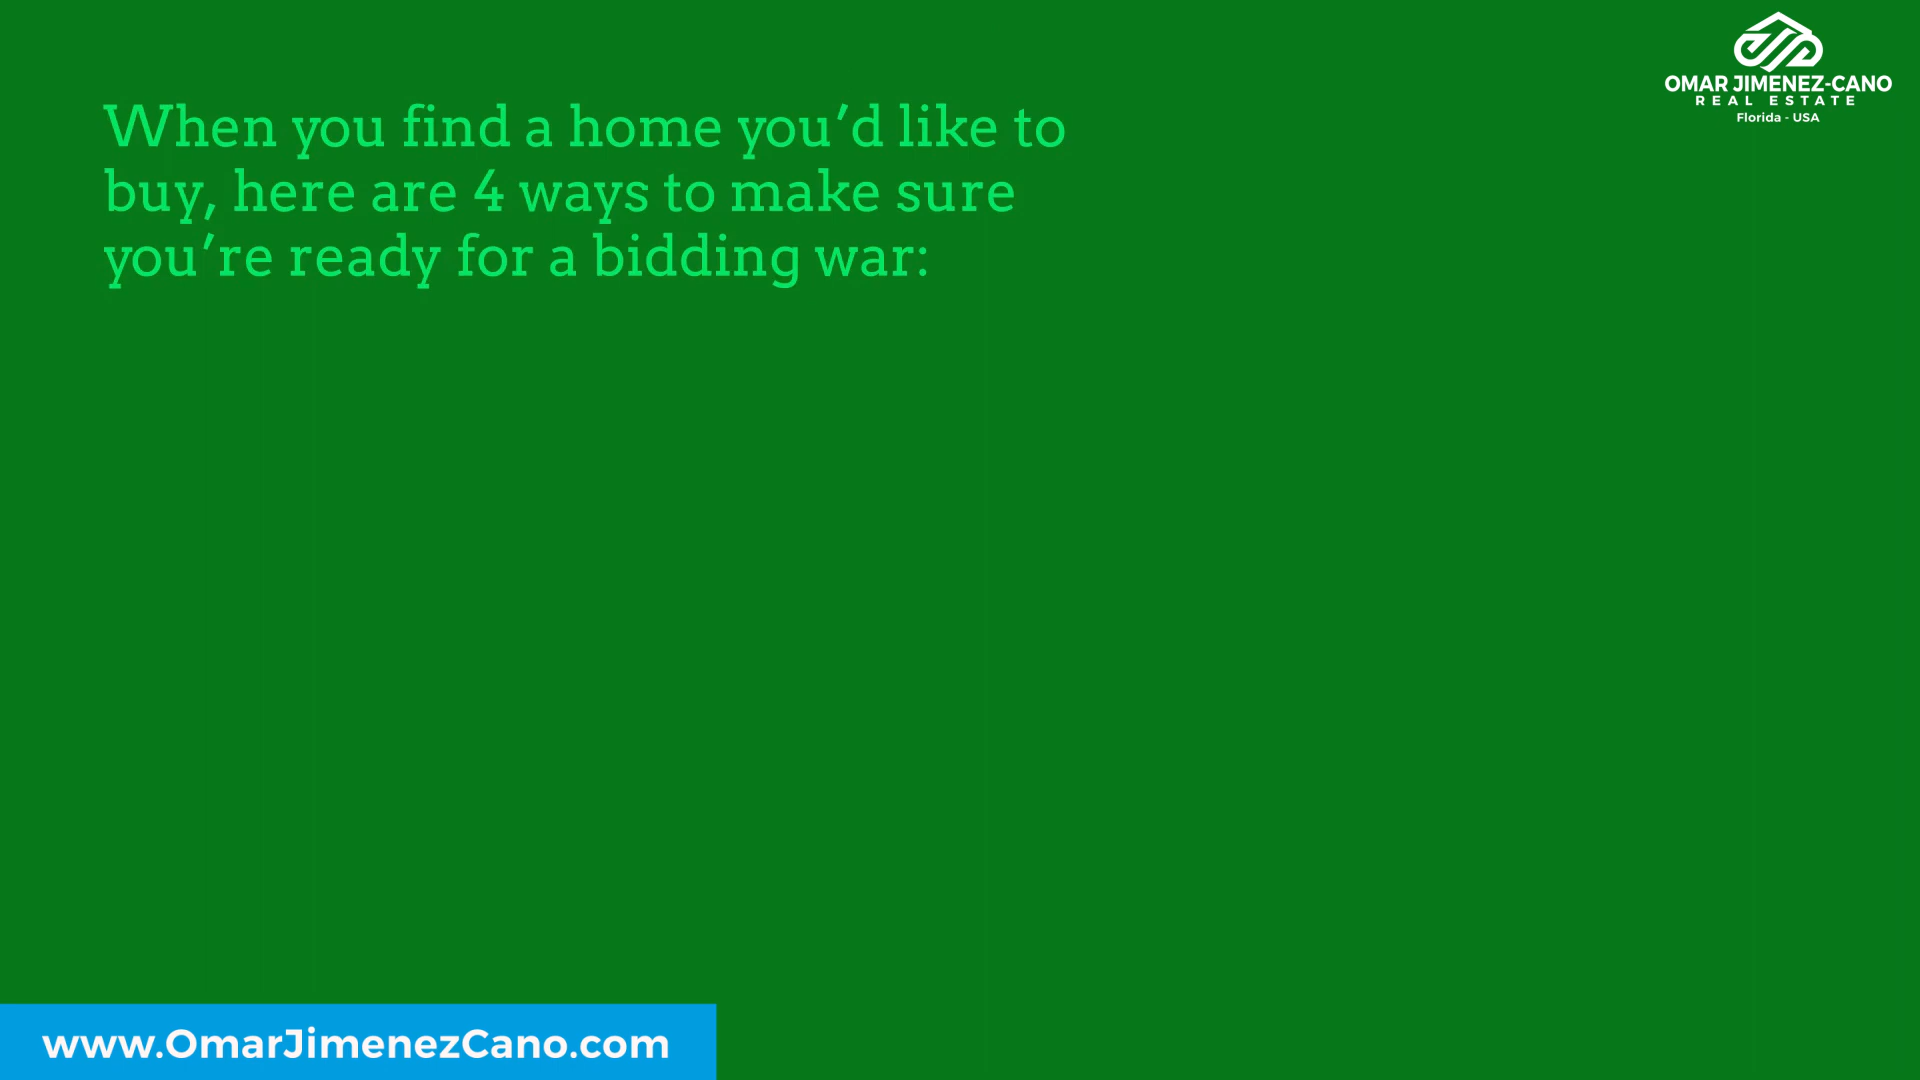 OMAR JIMENEZ-CANO
REAL ESTATE
Florida - USA
When you find a home you’d like to
buy, here are 4 ways to make sure
you’re ready for a bidding war:
www.OmarJimenezCano.com